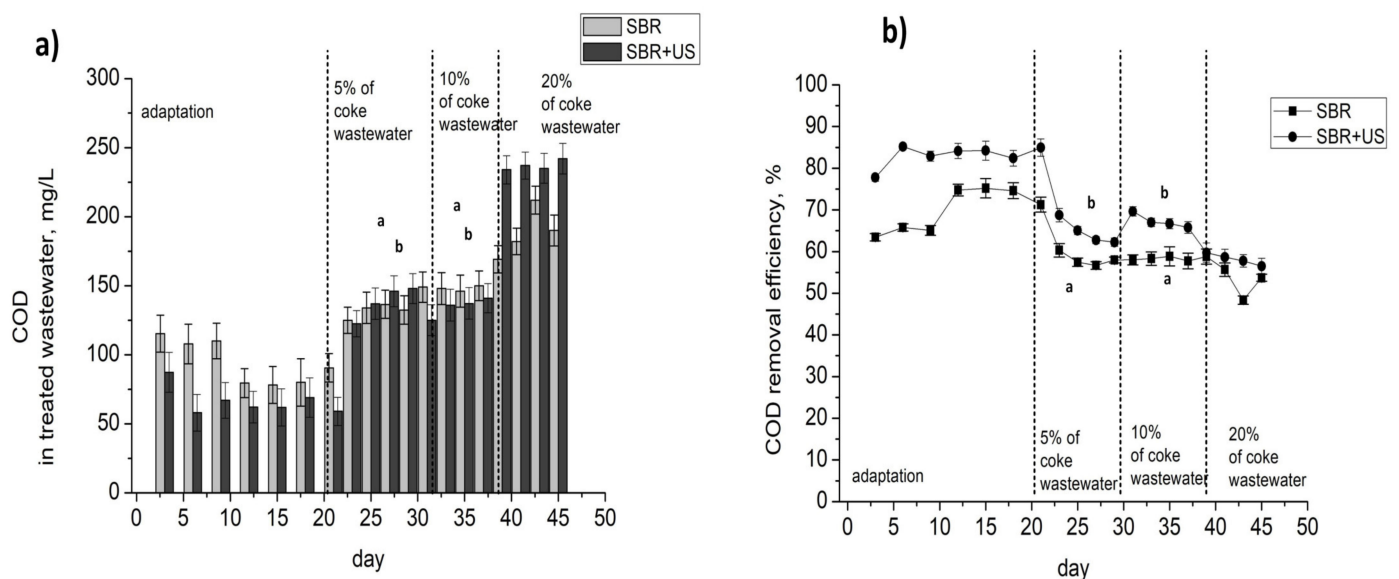 a)
SBR
SBR+US
COD
in treated wastewater, mg/L
300
250
200
150
100
50
0
adaptation
5% of
coke
wastewater
10%
of coke
wastewater
20%
of coke
wastewater
a
b
a
b
0 5 10 15 20 25 30 35 40 45 50
day
b)
SBR
SBR+US
COD removal efficiency, %
100
90
80
70
60
50
40
30
20
10
0
b
b
a
a
adaptation
5% of
coke
wastewater
10%
of coke
wastewater
20%
of coke
wastewater
0 5 10 15 20 25 30 35 40 45 50
day